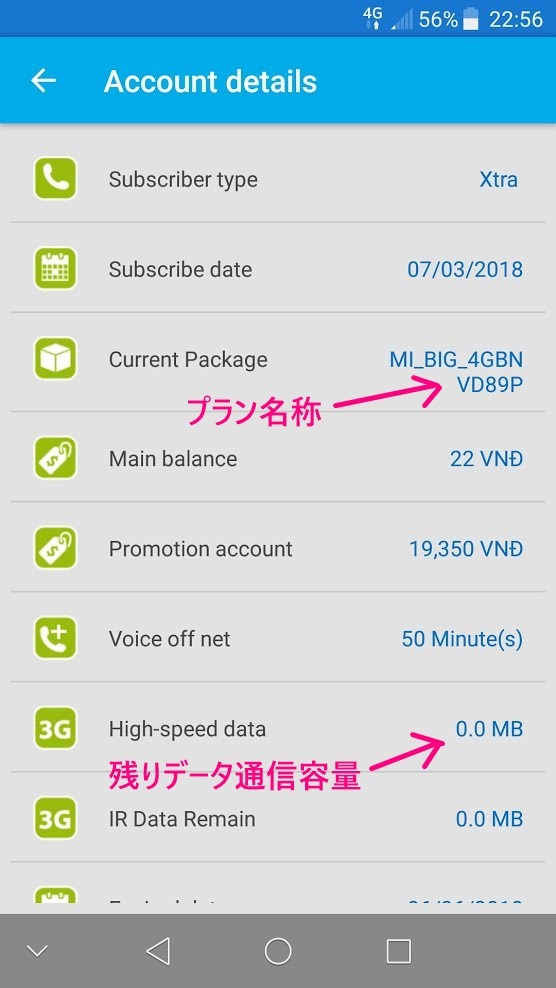 4G 56% 22:56
Account details
Subscriber type Xtra
Subscribe date 07/03/2018
Current Package MI_BIG_4GBN
VD89P
プラン名称
Main balance 22 VNĐ
Promotion account 19,350 VNĐ
Voice off net 50 Minute(s)
3G High-speed data 0.0 MB
残りデータ通信容量
3G IR Data Remain 0.0 MB